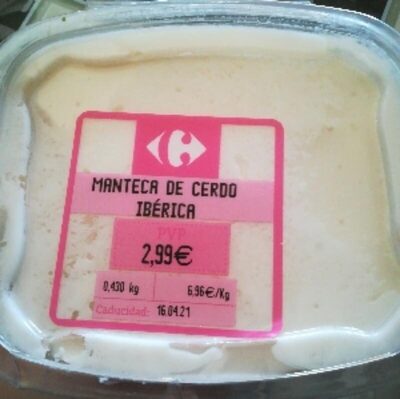 MANTECA DE CERDO
IBÉRICA
PVP
2,99€
0,430 kg 6,96€/Kg
Caducidad: 16.04.21